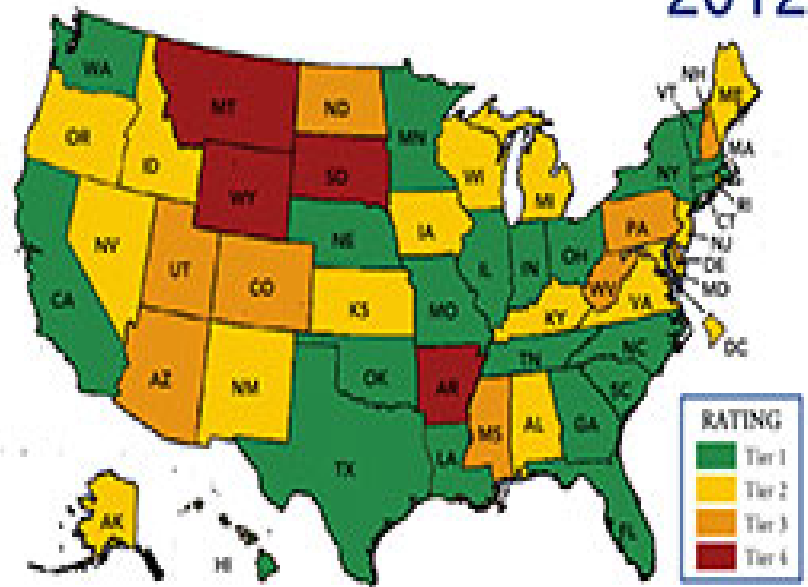 2012
WA
MT
ND
MN
OR
ID
WY
SD
WI
MI
NH
VT
ME
MA
NY
RI
CT
NJ
DE
MD
DC
PA
NV
UT
CO
NE
IA
IL
IN
OH
WV
VA
CA
KS
MO
KY
AZ
NM
OK
AR
TN
NC
SC
TX
LA
MS
AL
GA
FL
AK
HI
RATING
Tier 1
Tier 2
Tier 3
Tier 4